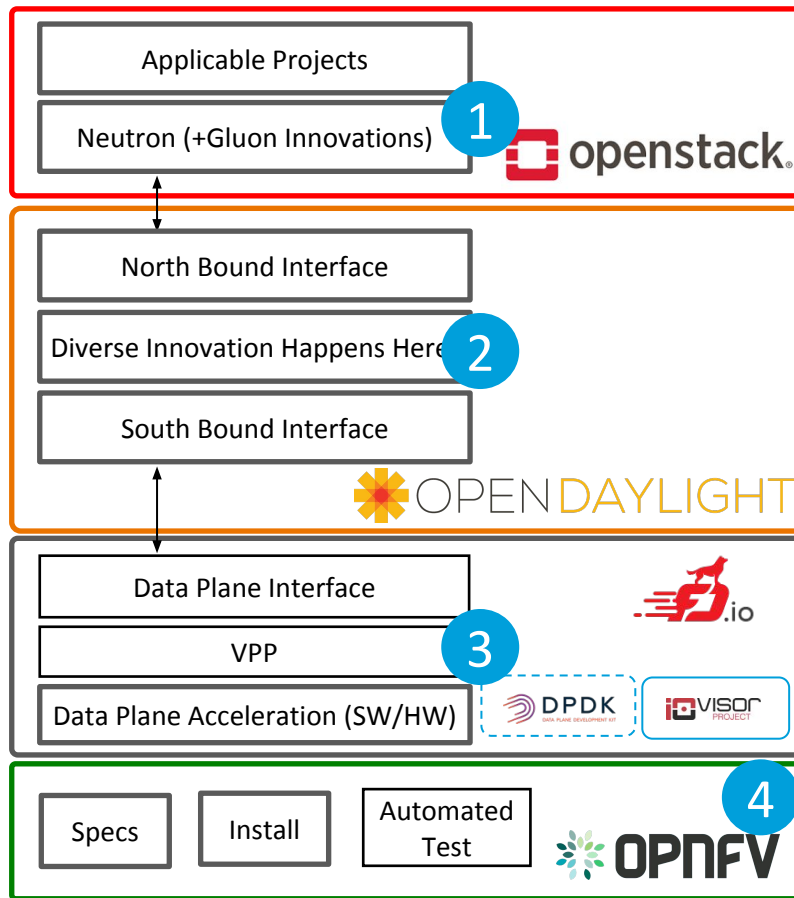 Applicable Projects
Neutron (+Gluon Innovations)
1
openstack®
North Bound Interface
Diverse Innovation Happens Here
2
South Bound Interface
OPENDAYLIGHT
Data Plane Interface
FD.io
VPP
3
Data Plane Acceleration (SW/HW)
DPDK
DATA PLANE DEVELOPMENT KIT
iO VISOR
PROJECT
4
Specs
Install
Automated
Test
OPNFV